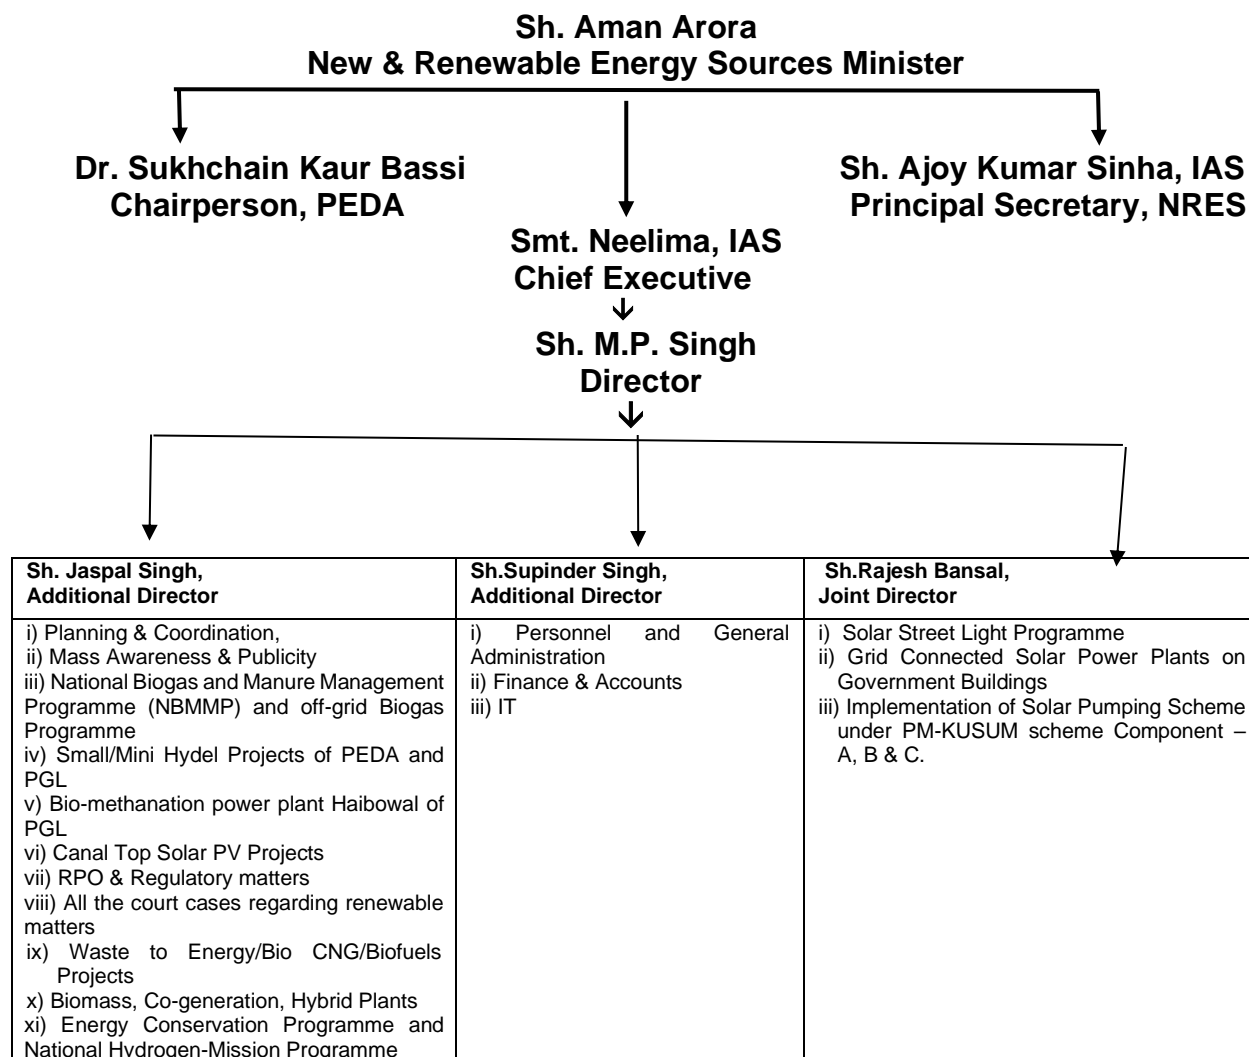 Sh. Aman Arora
New & Renewable Energy Sources Minister
Dr. Sukhchain Kaur Bassi
Chairperson, PEDA
Sh. Ajoy Kumar Sinha, IAS
Principal Secretary, NRES
Smt. Neelima, IAS
Chief Executive
Sh. M.P. Singh
Director
Sh. Jaspal Singh,
Additional Director
i) Planning & Coordination,
ii) Mass Awareness & Publicity
iii) National Biogas and Manure Management
Programme (NBMMP) and off-grid Biogas
Programme
iv) Small/Mini Hydel Projects of PEDA and
PGL
v) Bio-methanation power plant Haibowal of
PGL
vi) Canal Top Solar PV Projects
vii) RPO & Regulatory matters
viii) All the court cases regarding renewable
matters
ix) Waste to Energy/Bio CNG/Biofuels
Projects
x) Biomass, Co-generation, Hybrid Plants
xi) Energy Conservation Programme and
National Hydrogen-Mission Programme
Sh.Supinder Singh,
Additional Director
i) Personnel and General
Administration
ii) Finance & Accounts
iii) IT
Sh.Rajesh Bansal,
Joint Director
i) Solar Street Light Programme
ii) Grid Connected Solar Power Plants on
Government Buildings
iii) Implementation of Solar Pumping Scheme
under PM-KUSUM scheme Component –
A, B & C.